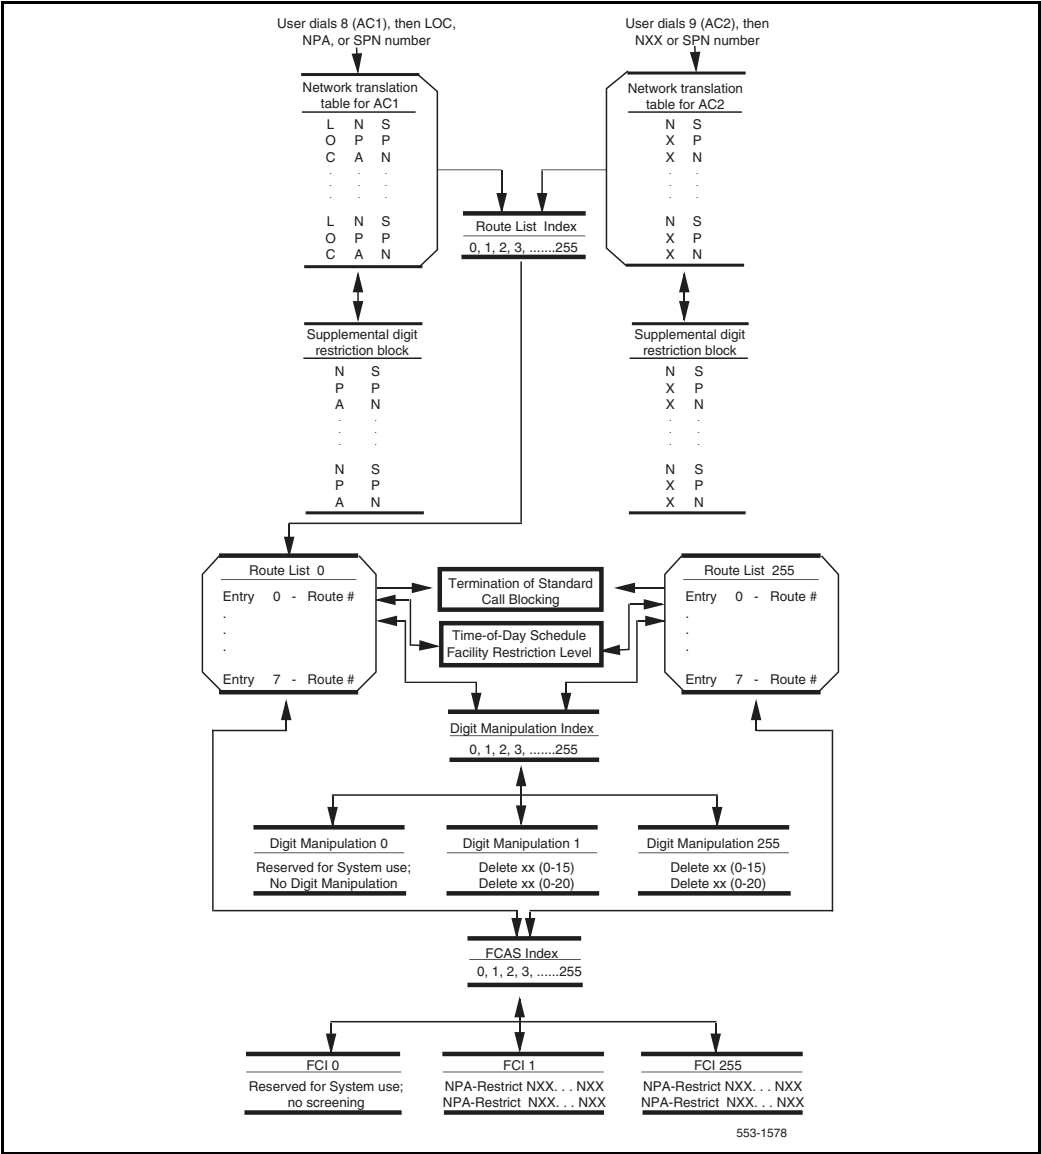 User dials 8 (AC1), then LOC,
NPA, or SPN number
User dials 9 (AC2), then
NXX or SPN number
Network translation
table for AC1
L N S
O P P
C A N
. . .
. . .
L N S
O P P
C A N
Network translation
table for AC2
N S
X P
X N
. .
. .
N S
X P
X N
Route List Index
0, 1, 2, 3, .......255
Supplemental digit
restriction block
N S
P P
A N
. .
. .
N S
P P
A N
Supplemental digit
restriction block
N S
X P
X N
. .
. .
N S
X P
X N
Route List 0
Entry 0 - Route #
.
.
.
Entry 7 - Route #
Termination of Standard
Call Blocking
Time-of-Day Schedule
Facility Restriction Level
Route List 255
Entry 0 - Route #
.
.
.
Entry 7 - Route #
Digit Manipulation Index
0, 1, 2, 3, .......255
Digit Manipulation 0
Reserved for System use;
No Digit Manipulation
Digit Manipulation 1
Delete xx (0-15)
Delete xx (0-20)
Digit Manipulation 255
Delete xx (0-15)
Delete xx (0-20)
FCAS Index
0, 1, 2, 3, ......255
FCI 0
Reserved for System use;
no screening
FCI 1
NPA-Restrict NXX. . . NXX
NPA-Restrict NXX. . . NXX
FCI 255
NPA-Restrict NXX. . . NXX
NPA-Restrict NXX. . . NXX
553-1578